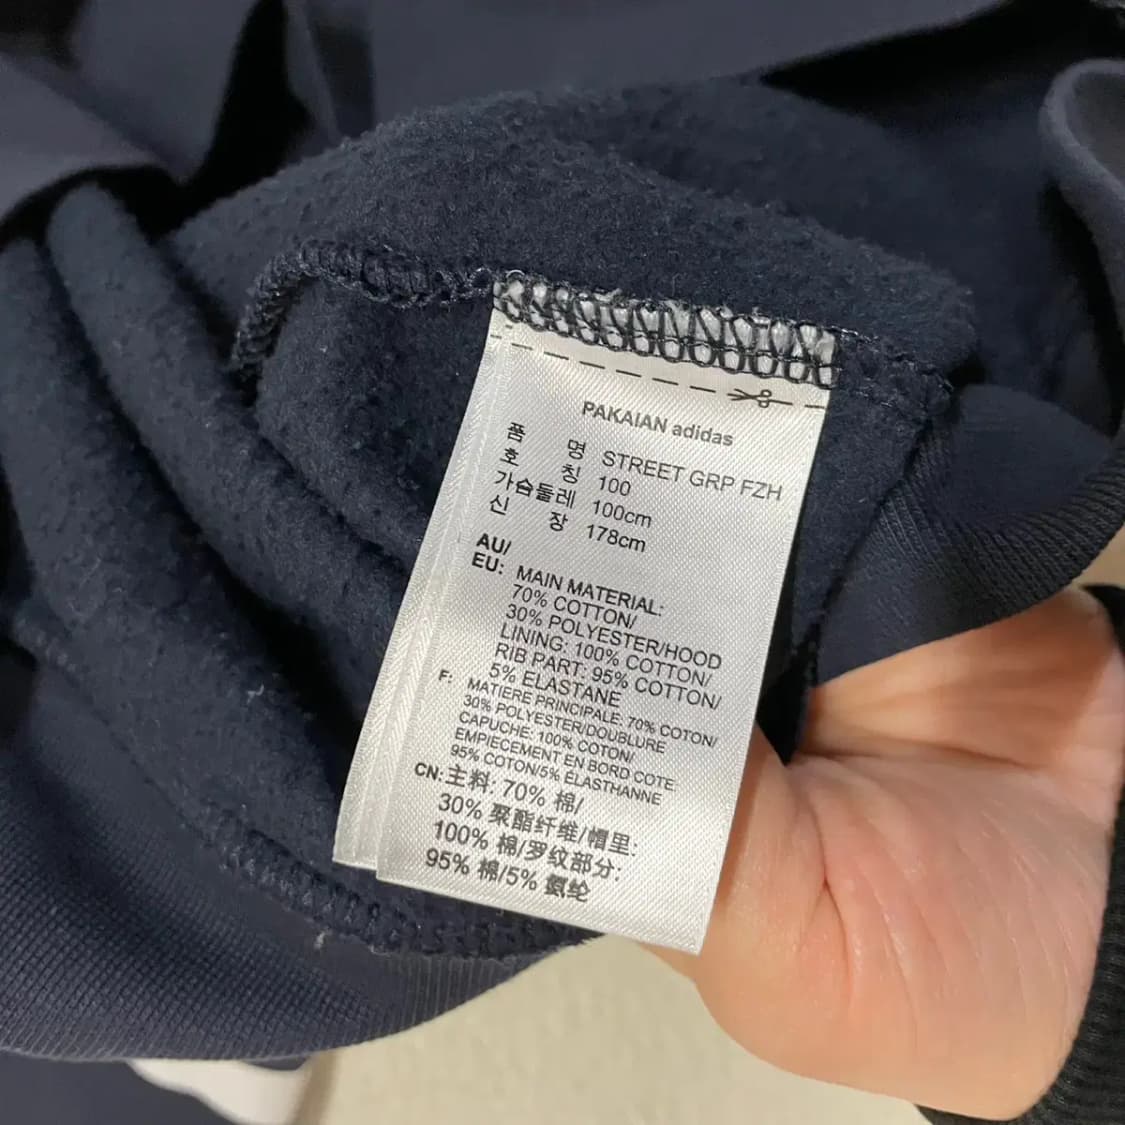 PAKAIAN adidas
품 명 STREET GRP FZH
호 칭 100
가슴둘레 100cm
신 장 178cm
AU/
EU: MAIN MATERIAL:
70% COTTON/
30% POLYESTER/HOOD
LINING: 100% COTTON/
RIB PART: 95% COTTON/
5% ELASTANE
F: MATIERE PRINCIPALE: 70% COTON/
30% POLYESTER/DOUBLURE
CAPUCHE: 100% COTON/
EMPIECEMENT EN BORD COTE:
95% COTON/5% ELASTHANNE
CN: 主料: 70% 棉/
30% 聚酯纤维/帽里:
100% 棉/罗纹部分:
95% 棉/5% 氨纶